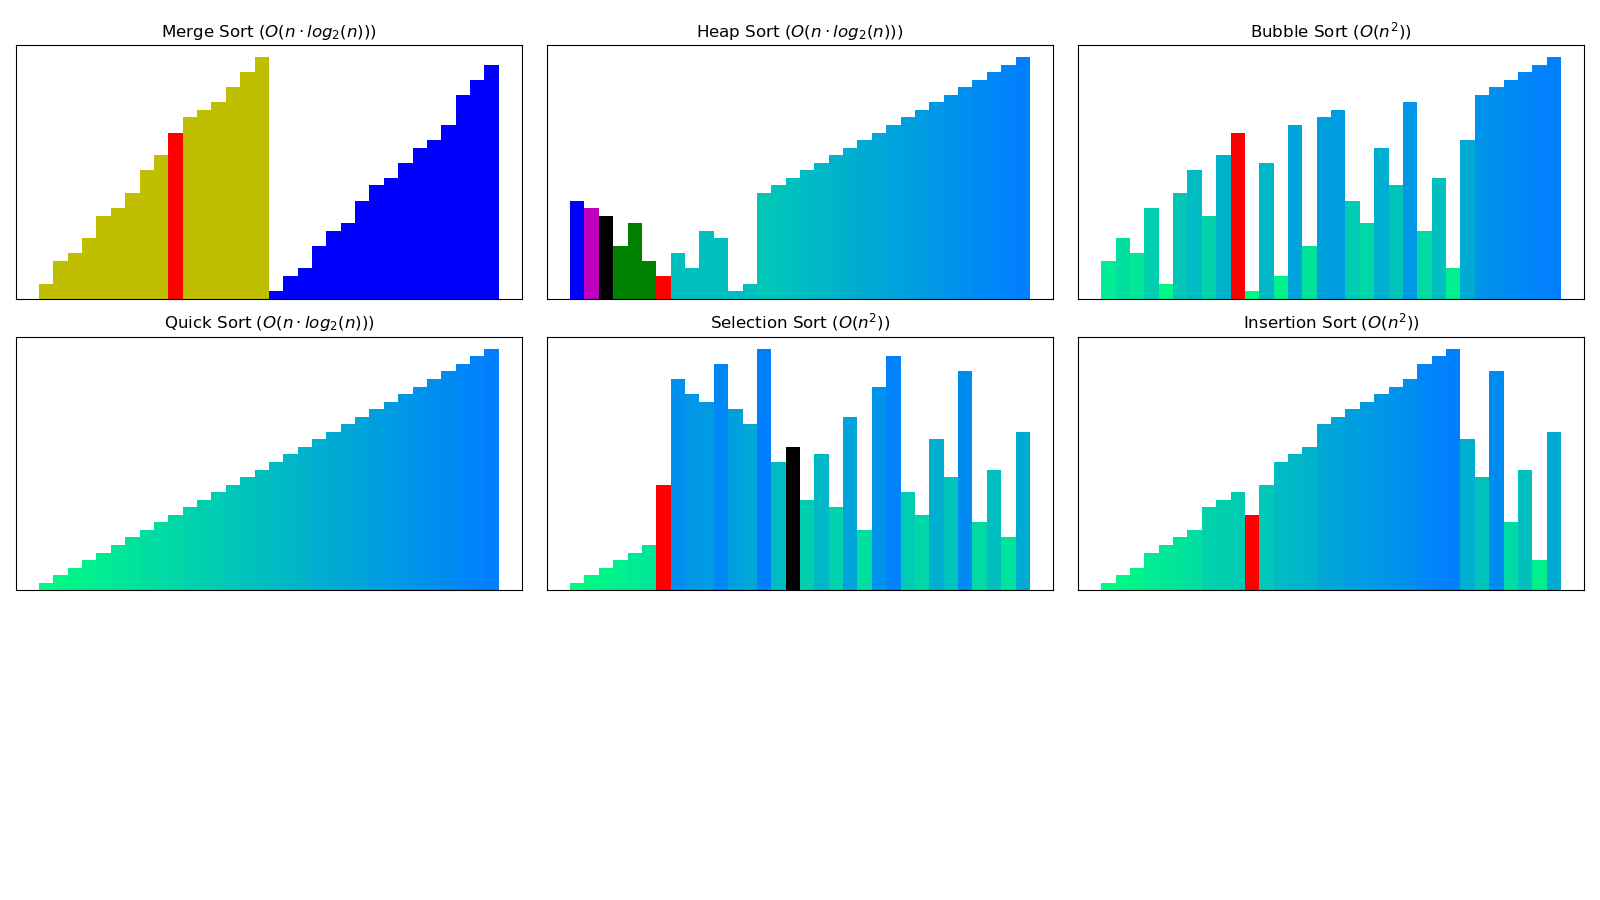 Merge Sort (O(n · log₂(n)))
Heap Sort (O(n · log₂(n)))
Bubble Sort (O(n²))
Quick Sort (O(n · log₂(n)))
Selection Sort (O(n²))
Insertion Sort (O(n²))